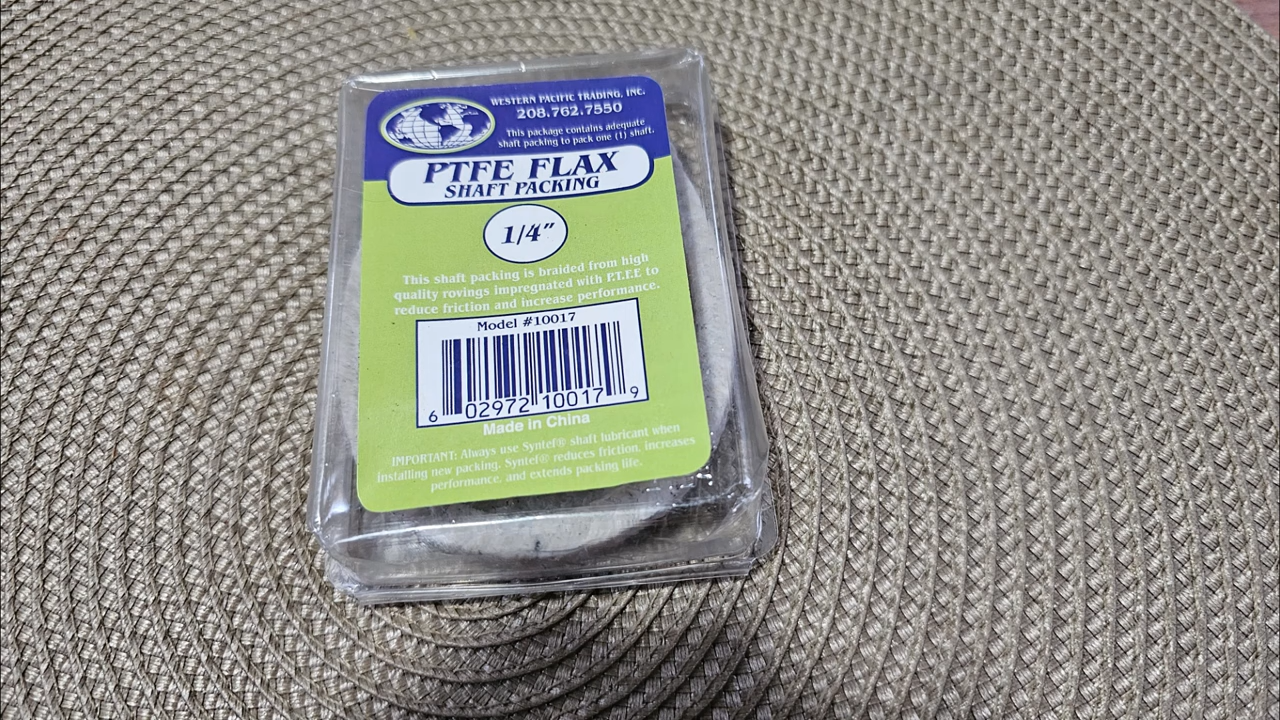 WESTERN PACIFIC TRADING, INC.
208.762.7550
This package contains adequate
shaft packing to pack one (1) shaft.
PTFE FLAX
SHAFT PACKING
1/4"
This shaft packing is braided from high
quality rovings impregnated with P.T.F.E to
reduce friction and increase performance.
Model #10017
6 02972 10017 9
Made in China
IMPORTANT: Always use Syntef® shaft lubricant when
installing new packing. Syntef® reduces friction, increases
performance, and extends packing life.